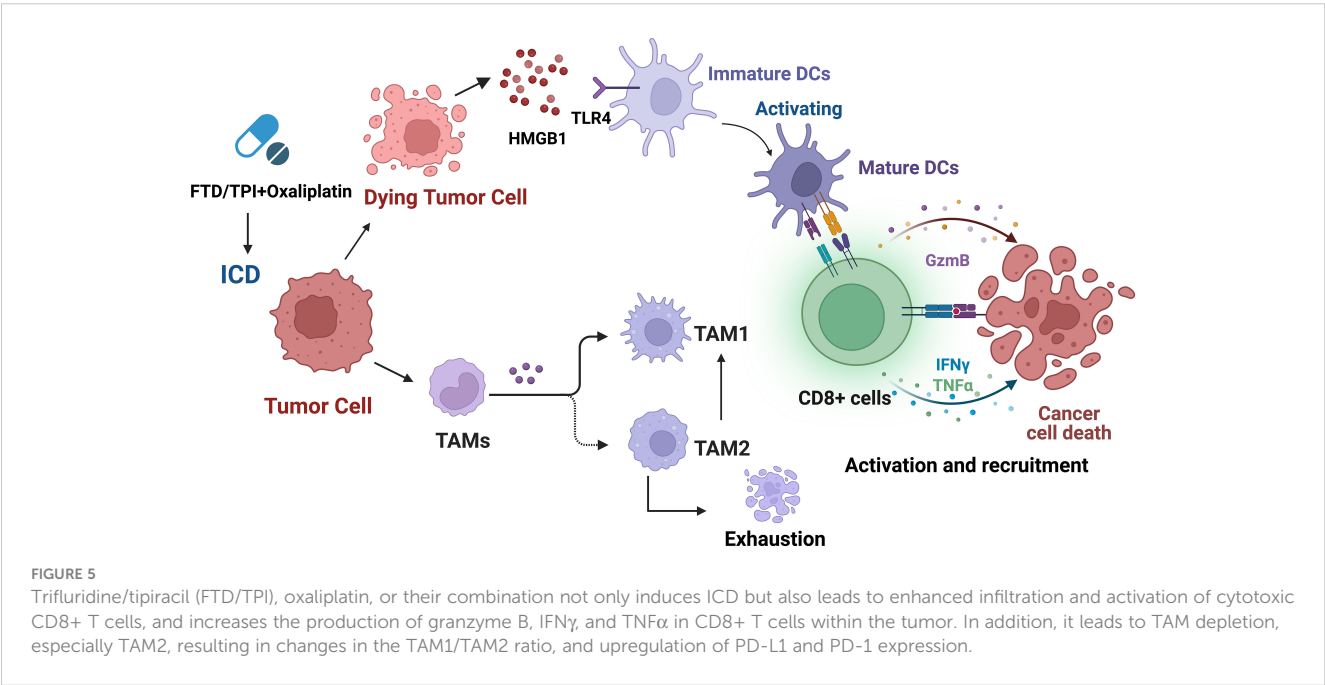 Immature DCs
Activating
HMGB1
TLR4
Mature DCs
FTD/TPI+Oxaliplatin
Dying Tumor Cell
ICD
GzmB
TAM1
IFNγ
TNFα
CD8+ cells
Tumor Cell
TAMs
TAM2
Cancer
cell death
Activation and recruitment
Exhaustion
FIGURE 5
Trifluridine/tipiracil (FTD/TPI), oxaliplatin, or their combination not only induces ICD but also leads to enhanced infiltration and activation of cytotoxic
CD8+ T cells, and increases the production of granzyme B, IFNγ, and TNFα in CD8+ T cells within the tumor. In addition, it leads to TAM depletion,
especially TAM2, resulting in changes in the TAM1/TAM2 ratio, and upregulation of PD-L1 and PD-1 expression.